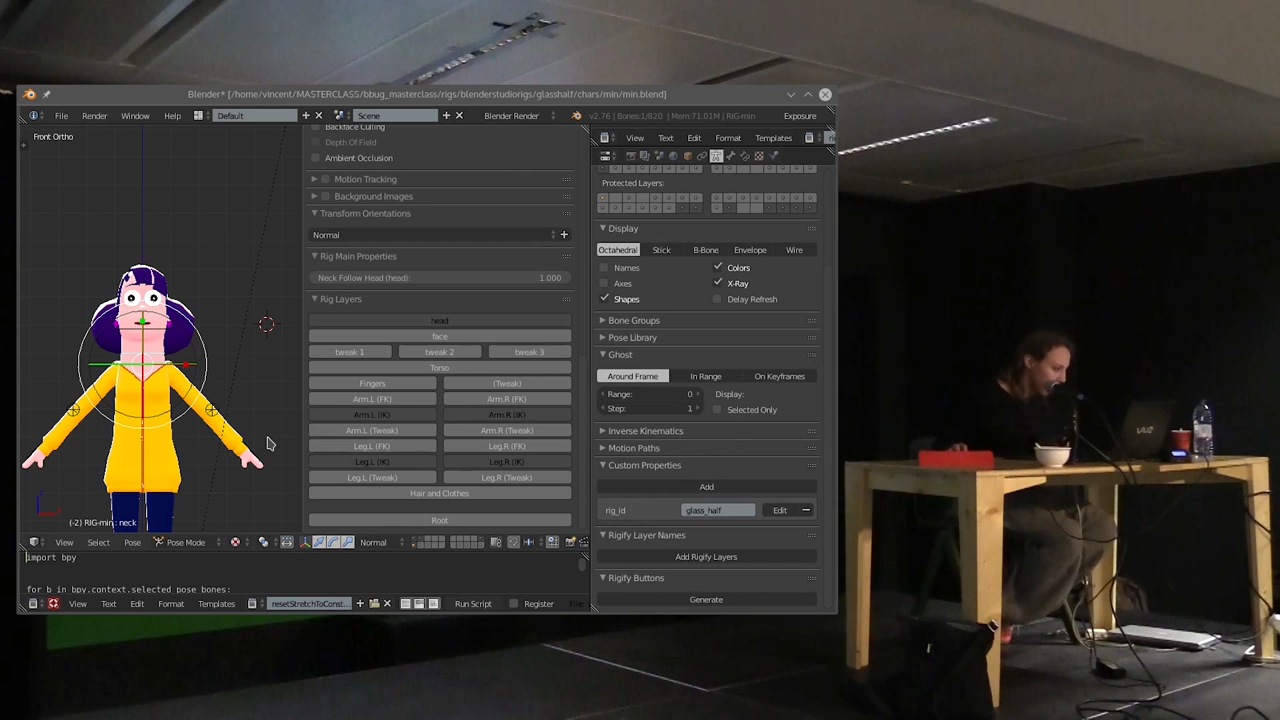 Blender* [/home/vincent/MASTERCLASS/bbug_masterclass/rigs/blenderstudiorigs/glasshalf/chars/min/min.blend]
File Render Window Help Default Scene Blender Render v2.76 | Bones:1/820 | Mem:71.01M | RIG-min Exposure
Front Ortho
Backface Culling
Depth Of Field
Ambient Occlusion
Motion Tracking
Background Images
Transform Orientations
Normal
Rig Main Properties
Neck Follow Head (head): 1.000
Rig Layers
head
face
tweak 1 tweak 2 tweak 3
Torso
Fingers (Tweak)
Arm.L (FK) Arm.R (FK)
Arm.L (IK) Arm.R (IK)
Arm.L (Tweak) Arm.R (Tweak)
Leg.L (FK) Leg.R (FK)
Leg.L (IK) Leg.R (IK)
Leg.L (Tweak) Leg.R (Tweak)
Hair and Clothes
Root
(-2) RIG-min : neck
View Select Pose Pose Mode Normal
import bpy
for b in bpy.context.selected_pose_bones:
View Text Edit Format Templates resetStretchToConst... Run Script Register File:
View Text Edit Format Templates
Protected Layers:
Display
Octahedral Stick B-Bone Envelope Wire
Names Colors
Axes X-Ray
Shapes Delay Refresh
Bone Groups
Pose Library
Ghost
Around Frame In Range On Keyframes
Range: 0 Display:
Step: 1 Selected Only
Inverse Kinematics
Motion Paths
Custom Properties
Add
rig_id glass_half Edit
Rigify Layer Names
Add Rigify Layers
Rigify Buttons
Generate
VAIO